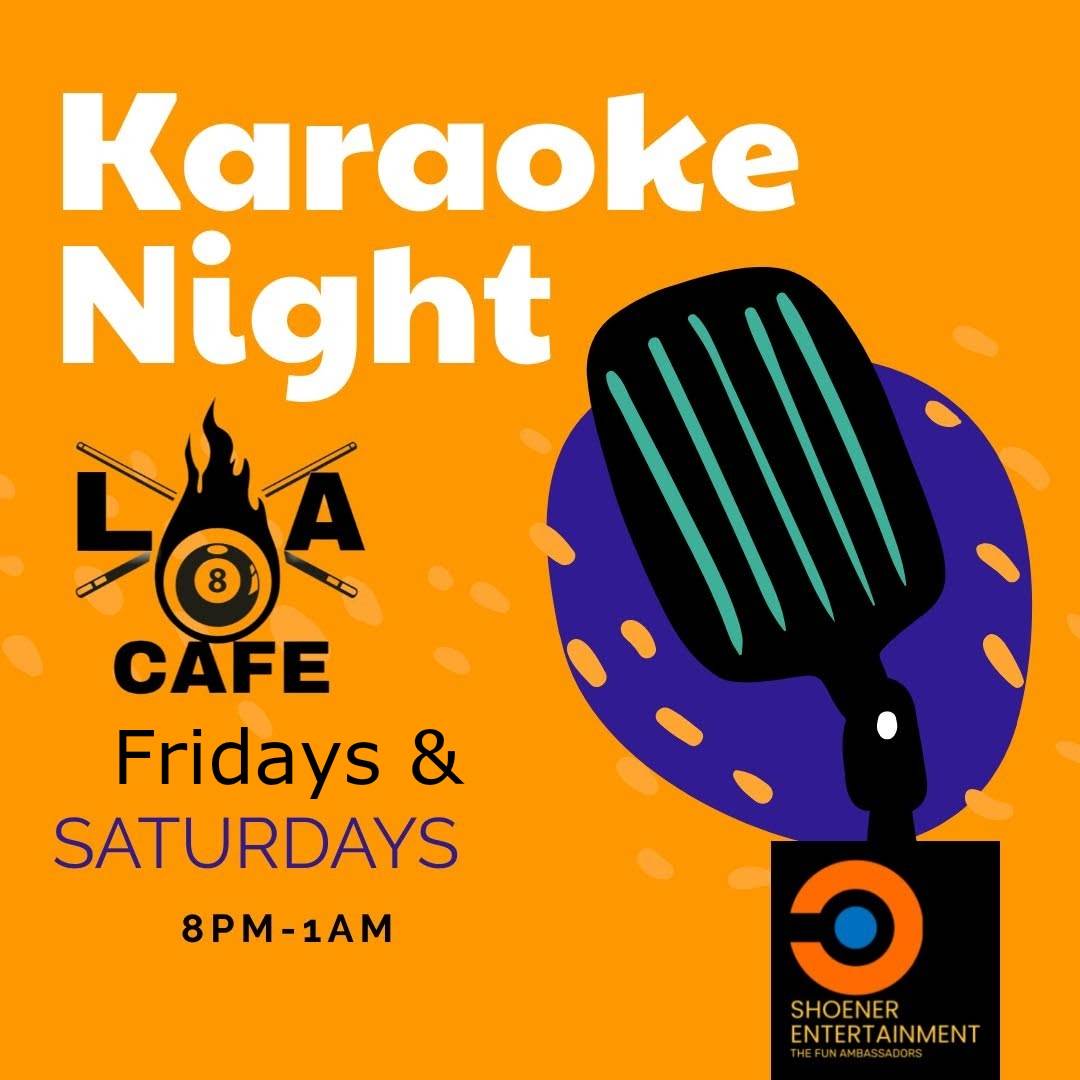 Karaoke
Night
L A
8
CAFE
Fridays &
SATURDAYS
8PM-1AM
SHOENER
ENTERTAINMENT
THE FUN AMBASSADORS